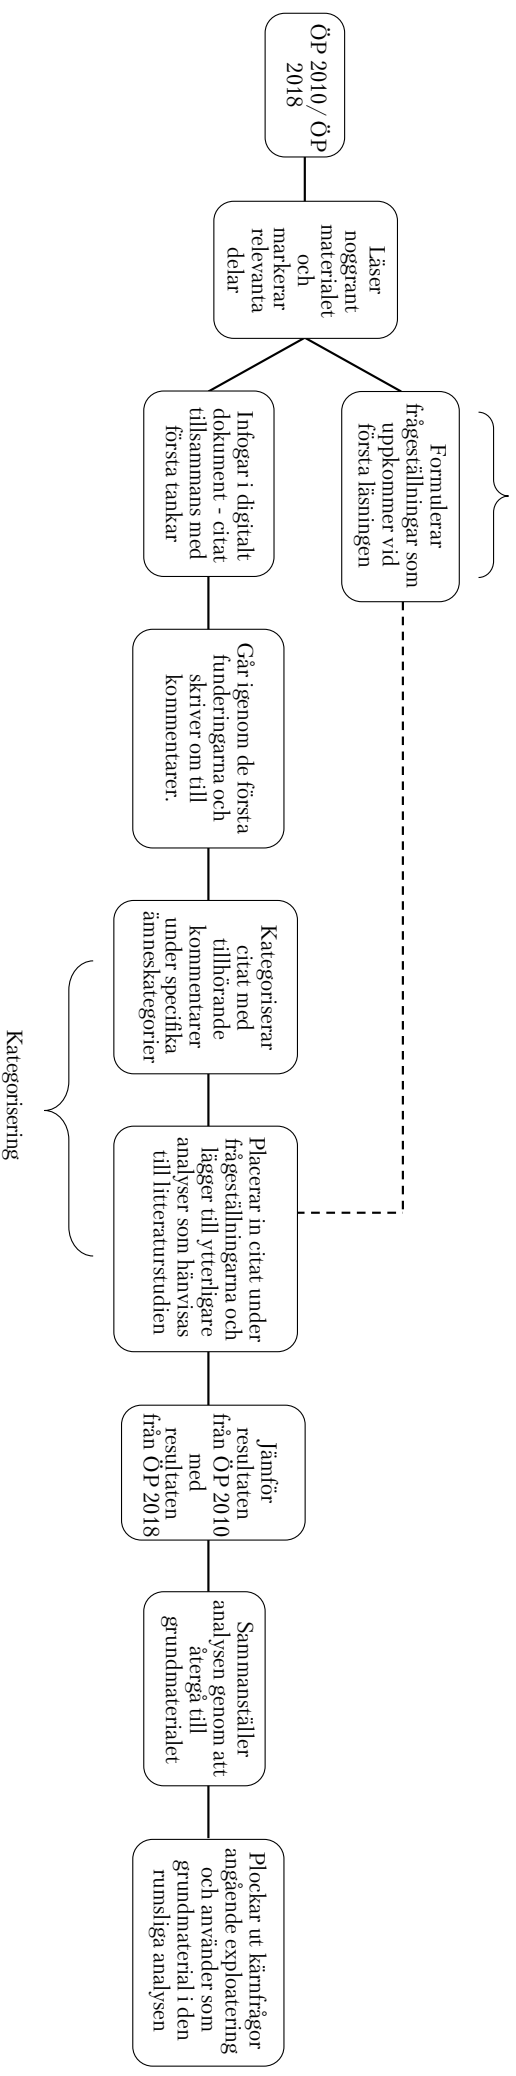 ÖP 2010/ ÖP
2018
Läser
noggrant
materialet
och
markerar
relevanta
delar
Formulerar
frågeställningar som
uppkommer vid
första läsningen
Infogar i digitalt
dokument - citat
tillsammans med
första tankar
Går igenom de första
funderingarna och
skriver om till
kommentarer.
Kategoriserar
citat med
tillhörande
kommentarer
under specifika
ämneskategorier
Placerar in citat under
frågeställningarna och
lägger till ytterligare
analyser som hänvisas
till litteraturstudien
Kategorisering
Jämför
resultaten
från ÖP 2010
med
resultaten
från ÖP 2018
Sammanställer
analysen genom att
återgå till
grundmaterialet
Plockar ut kärnfrågor
angående exploatering
och använder som
grundmaterial i den
rumsliga analysen